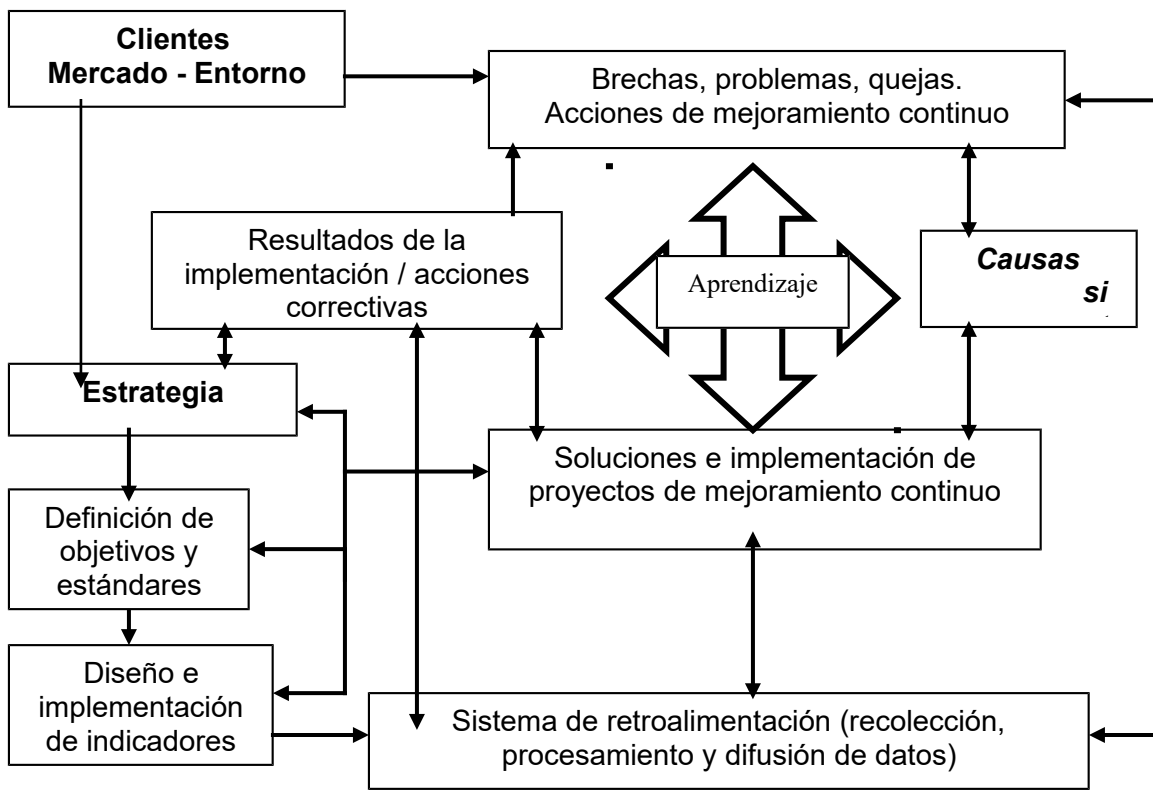 Clientes
Mercado - Entorno
Brechas, problemas, quejas.
Acciones de mejoramiento continuo
Resultados de la
implementación / acciones
correctivas
Aprendizaje
Causas
si
Estrategia
Soluciones e implementación de
proyectos de mejoramiento continuo
Definición de
objetivos y
estándares
Diseño e
implementación
de indicadores
Sistema de retroalimentación (recolección,
procesamiento y difusión de datos)